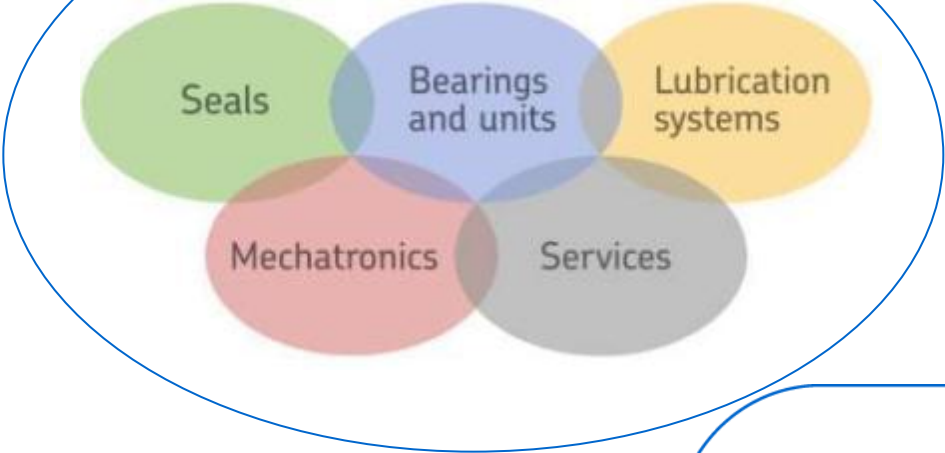 Seals
Bearings
and units
Lubrication
systems
Mechatronics
Services